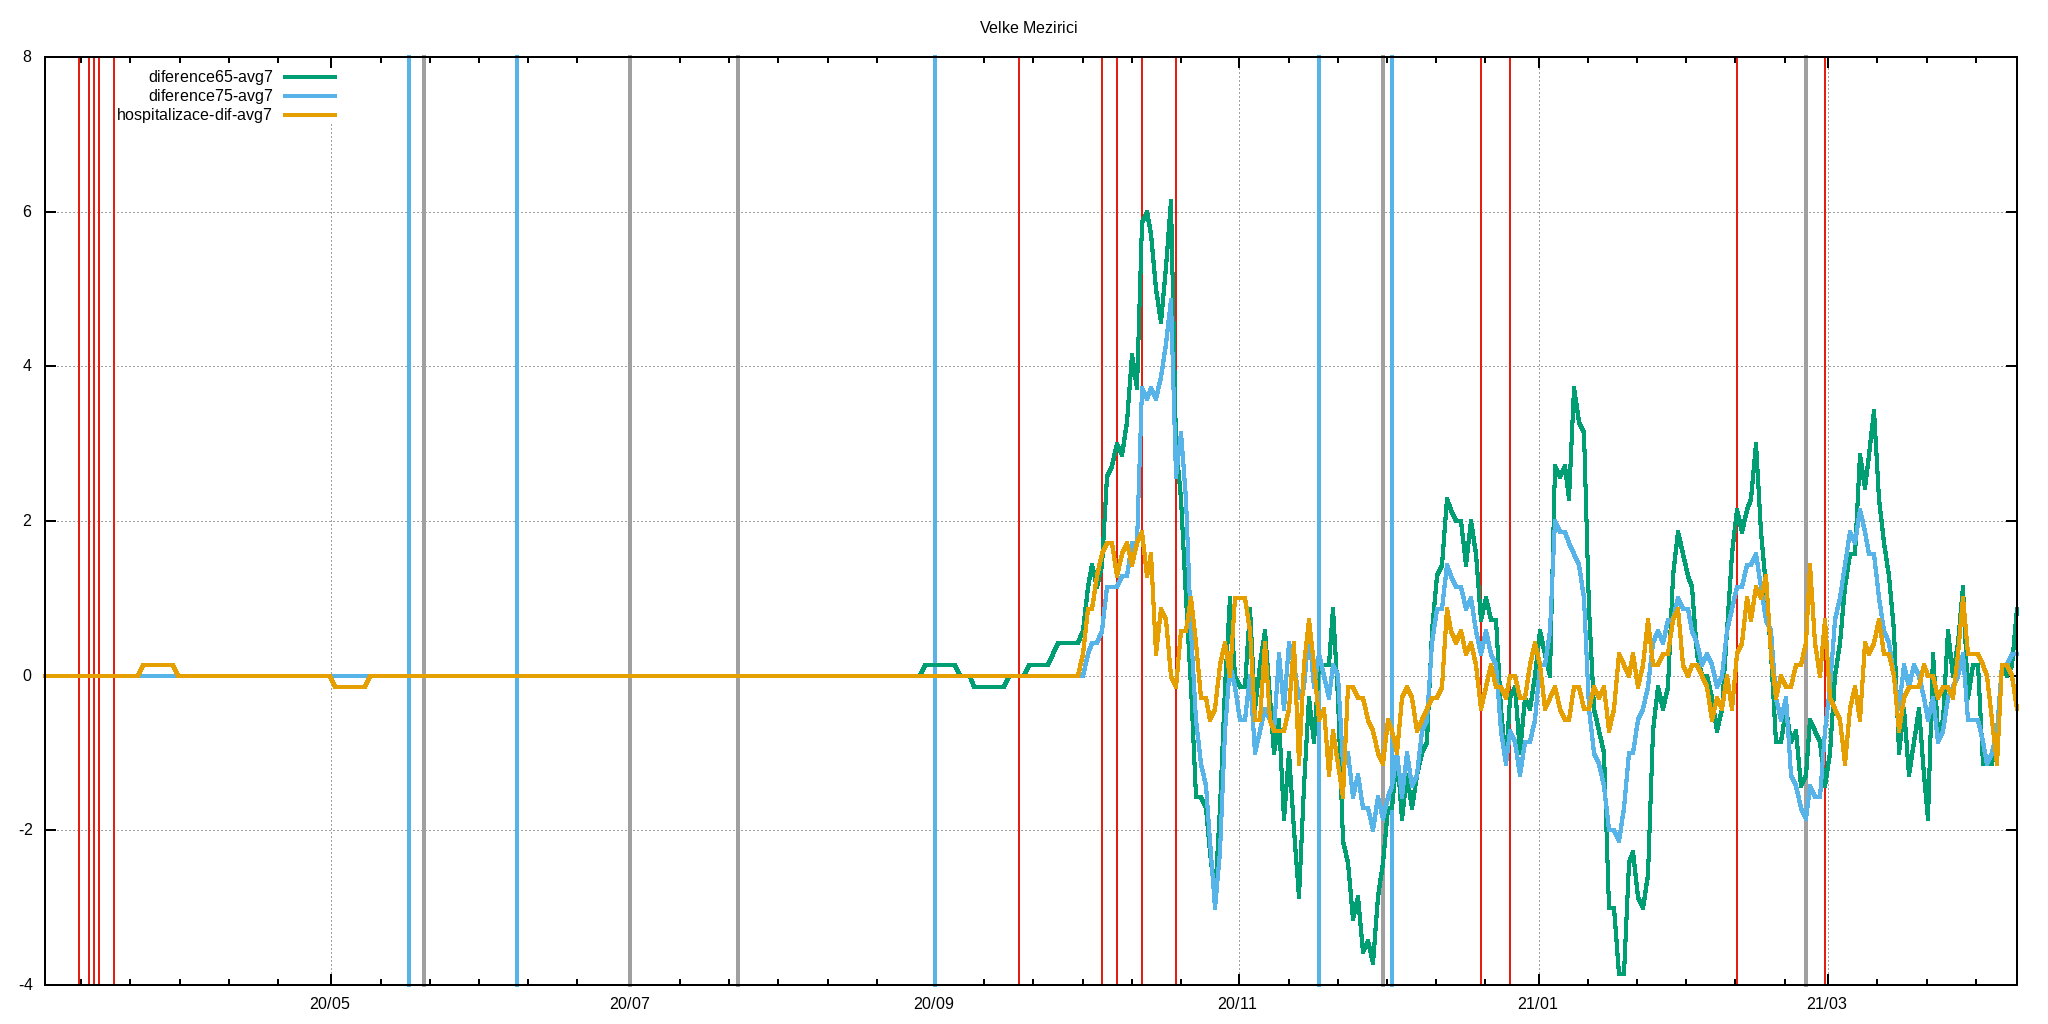 Velke Mezirici
8
diference65-avg7
diference75-avg7
hospitalizace-dif-avg7
6
4
2
0
-2
-4
20/05 20/07 20/09 20/11 21/01 21/03